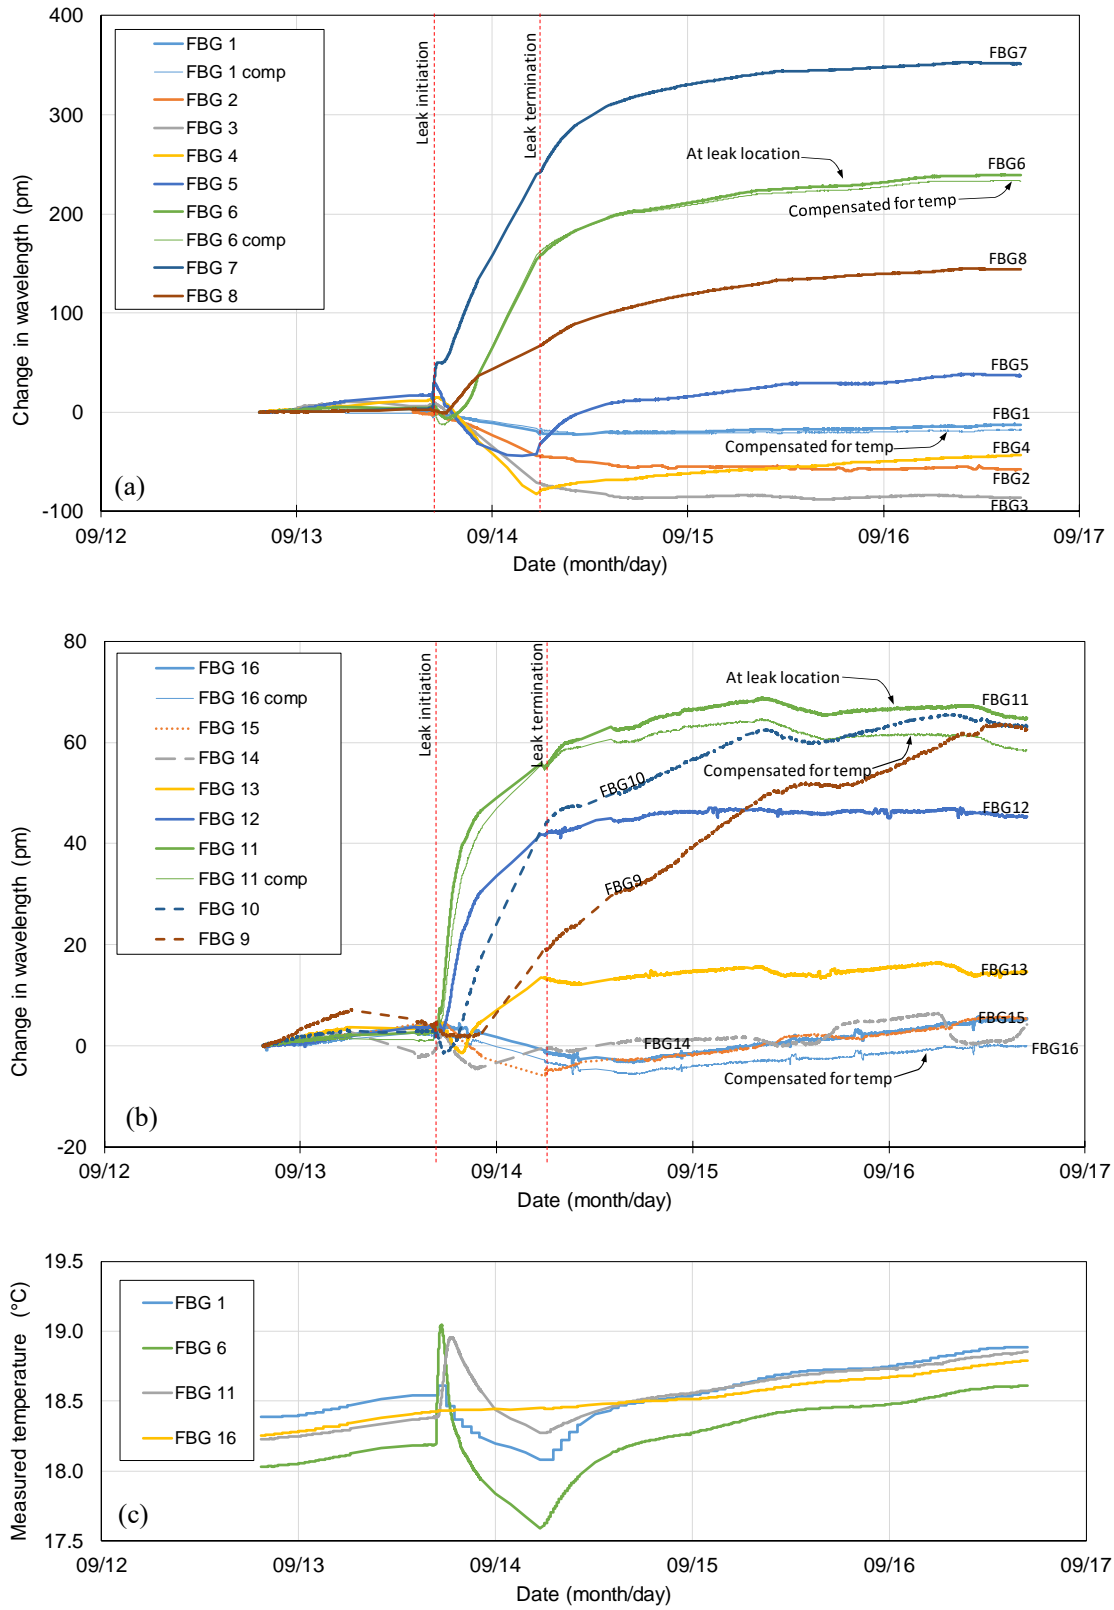 400
300
200
100
0
-100
Change in wavelength (pm)
FBG 1
FBG 1 comp
FBG 2
FBG 3
FBG 4
FBG 5
FBG 6
FBG 6 comp
FBG 7
FBG 8
Leak initiation
Leak termination
FBG7
At leak location
FBG6
Compensated for temp
FBG8
FBG5
FBG1
Compensated for temp
FBG4
FBG2
FBG3
(a)
09/12 09/13 09/14 09/15 09/16 09/17
Date (month/day)
80
60
40
20
0
-20
Change in wavelength (pm)
FBG 16
FBG 16 comp
FBG 15
FBG 14
FBG 13
FBG 12
FBG 11
FBG 11 comp
FBG 10
FBG 9
Leak initiation
Leak termination
At leak location
FBG11
Compensated for temp
FBG10
FBG12
FBG9
FBG13
FBG15
FBG14
FBG16
Compensated for temp
(b)
09/12 09/13 09/14 09/15 09/16 09/17
Date (month/day)
19.5
19.0
18.5
18.0
17.5
Measured temperature (°C)
FBG 1
FBG 6
FBG 11
FBG 16
(c)
09/12 09/13 09/14 09/15 09/16 09/17
Date (month/day)